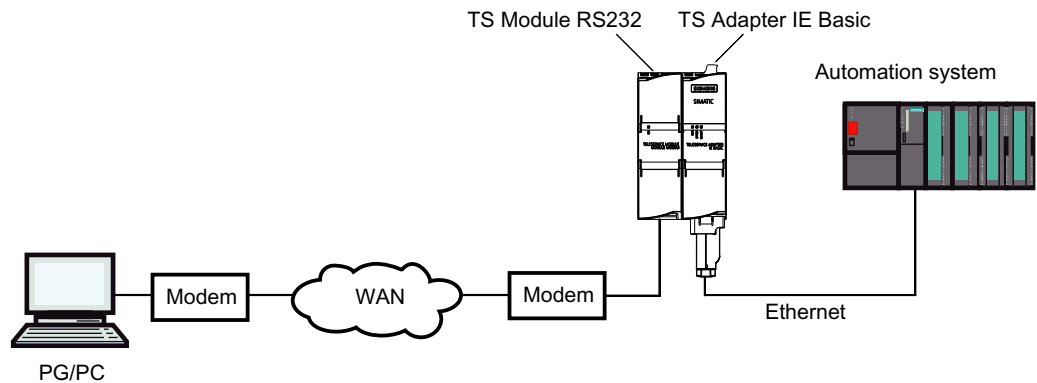 TS Module RS232
TS Adapter IE Basic
Automation system
SIMATIC
Modem
WAN
Modem
Ethernet
PG/PC